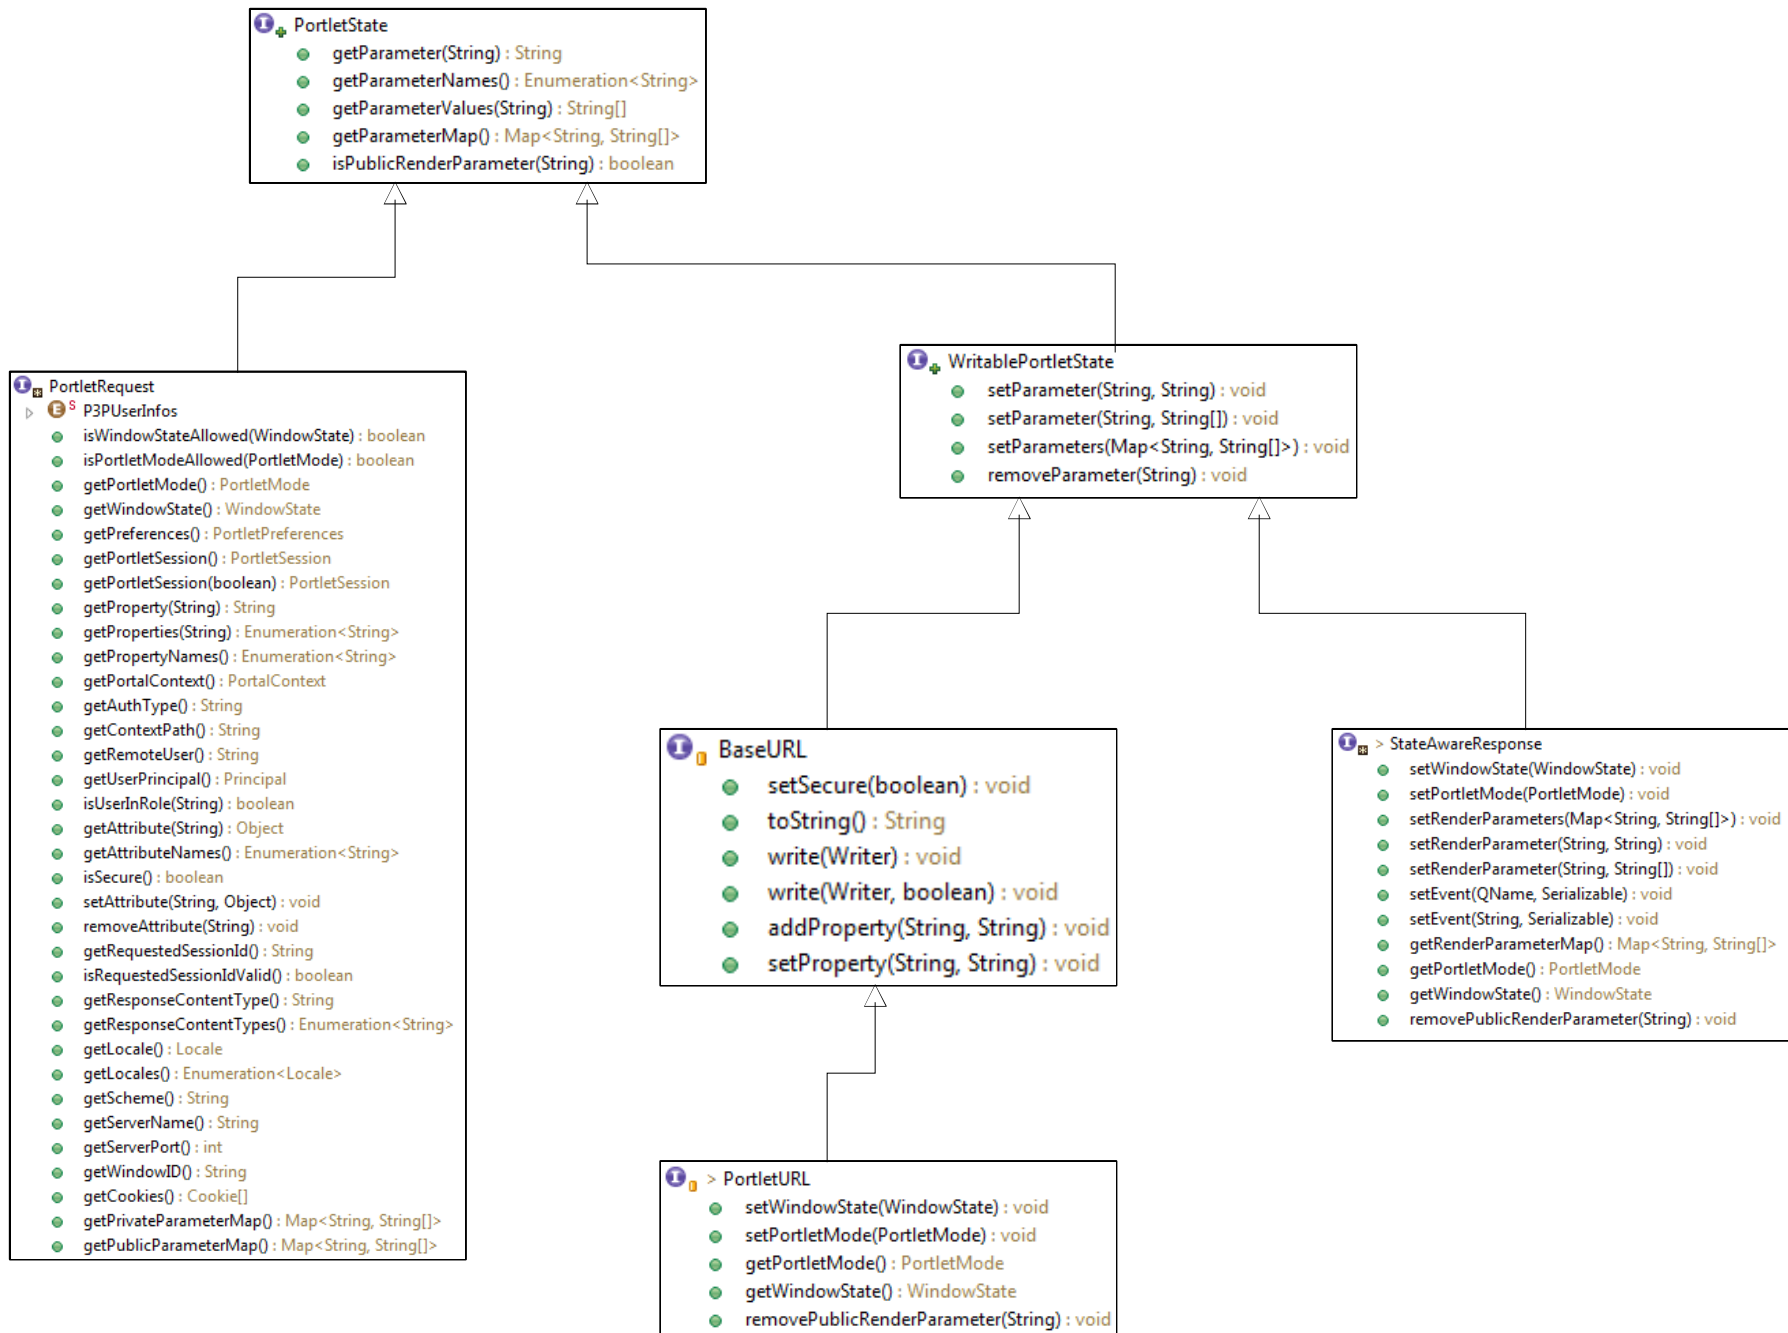 PortletState
getParameter(String) : String
getParameterNames() : Enumeration<String>
getParameterValues(String) : String[]
getParameterMap() : Map<String, String[]>
isPublicRenderParameter(String) : boolean
PortletRequest
P3PUserInfos
isWindowStateAllowed(WindowState) : boolean
isPortletModeAllowed(PortletMode) : boolean
getPortletMode() : PortletMode
getWindowState() : WindowState
getPreferences() : PortletPreferences
getPortletSession() : PortletSession
getPortletSession(boolean) : PortletSession
getProperty(String) : String
getProperties(String) : Enumeration<String>
getPropertyNames() : Enumeration<String>
getPortalContext() : PortalContext
getAuthType() : String
getContextPath() : String
getRemoteUser() : String
getUserPrincipal() : Principal
isUserInRole(String) : boolean
getAttribute(String) : Object
getAttributeNames() : Enumeration<String>
isSecure() : boolean
setAttribute(String, Object) : void
removeAttribute(String) : void
getRequestedSessionId() : String
isRequestedSessionIdValid() : boolean
getResponseContentType() : String
getResponseContentTypes() : Enumeration<String>
getLocale() : Locale
getLocales() : Enumeration<Locale>
getScheme() : String
getServerName() : String
getServerPort() : int
getWindowID() : String
getCookies() : Cookie[]
getPrivateParameterMap() : Map<String, String[]>
getPublicParameterMap() : Map<String, String[]>
WritablePortletState
setParameter(String, String) : void
setParameter(String, String[]) : void
setParameters(Map<String, String[]>) : void
removeParameter(String) : void
BaseURL
setSecure(boolean) : void
toString() : String
write(Writer) : void
write(Writer, boolean) : void
addProperty(String, String) : void
setProperty(String, String) : void
> StateAwareResponse
setWindowState(WindowState) : void
setPortletMode(PortletMode) : void
setRenderParameters(Map<String, String[]>) : void
setRenderParameter(String, String) : void
setRenderParameter(String, String[]) : void
setEvent(QName, Serializable) : void
setEvent(String, Serializable) : void
getRenderParameterMap() : Map<String, String[]>
getPortletMode() : PortletMode
getWindowState() : WindowState
removePublicRenderParameter(String) : void
> PortletURL
setWindowState(WindowState) : void
setPortletMode(PortletMode) : void
getPortletMode() : PortletMode
getWindowState() : WindowState
removePublicRenderParameter(String) : void